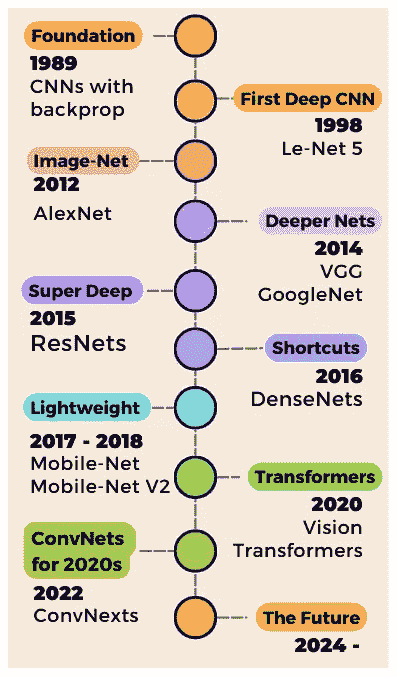 Foundation
1989
CNNs with
backprop
First Deep CNN
1998
Le-Net 5
Image-Net
2012
AlexNet
Deeper Nets
2014
VGG
GoogleNet
Super Deep
2015
ResNets
Shortcuts
2016
DenseNets
Lightweight
2017 - 2018
Mobile-Net
Mobile-Net V2
Transformers
2020
Vision
Transformers
ConvNets
for 2020s
2022
ConvNexts
The Future
2024 -